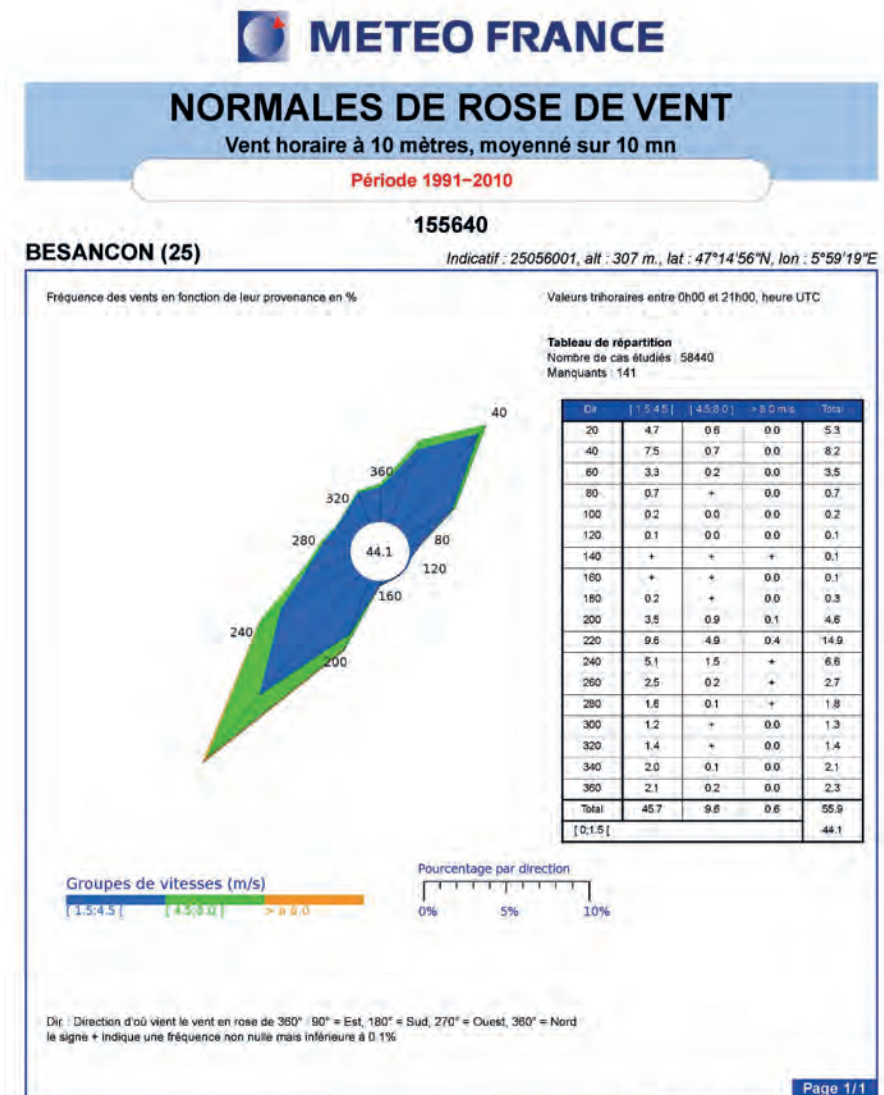 METEO FRANCE
NORMALES DE ROSE DE VENT
Vent horaire à 10 mètres, moyenné sur 10 mn
Période 1991−2010
155640
BESANCON (25)
Indicatif : 25056001, alt : 307 m., lat : 47°14'56"N, lon : 5°59'19"E
Fréquence des vents en fonction de leur provenance en %
Valeurs trihoraires entre 0h00 et 21h00, heure UTC
Tableau de répartition
Nombre de cas étudiés : 58440
Manquants : 141
Dir. [ 1.5;4.5 [ [ 4.5;8.0 ] > 8.0 m/s Total
20 4.7 0.6 0.0 5.3
40 7.5 0.7 0.0 8.2
60 3.3 0.2 0.0 3.5
80 0.7 + 0.0 0.7
100 0.2 0.0 0.0 0.2
120 0.1 0.0 0.0 0.1
140 + + + 0.1
160 + + 0.0 0.1
180 0.2 + 0.0 0.3
200 3.5 0.9 0.1 4.6
220 9.6 4.9 0.4 14.9
240 5.1 1.5 + 6.6
260 2.5 0.2 + 2.7
280 1.6 0.1 + 1.8
300 1.2 + 0.0 1.3
320 1.4 + 0.0 1.4
340 2.0 0.1 0.0 2.1
360 2.1 0.2 0.0 2.3
Total 45.7 9.6 0.6 55.9
[ 0;1.5 [ 44.1
40
360
320
280
44.1
80
120
160
240
200
Groupes de vitesses (m/s)
[ 1.5;4.5 [ [ 4.5;8.0 ] > à 8.0
Pourcentage par direction
0% 5% 10%
Dir. : Direction d'où vient le vent en rose de 360° : 90° = Est, 180° = Sud, 270° = Ouest, 360° = Nord
le signe + indique une fréquence non nulle mais inférieure à 0.1%
Page 1/1